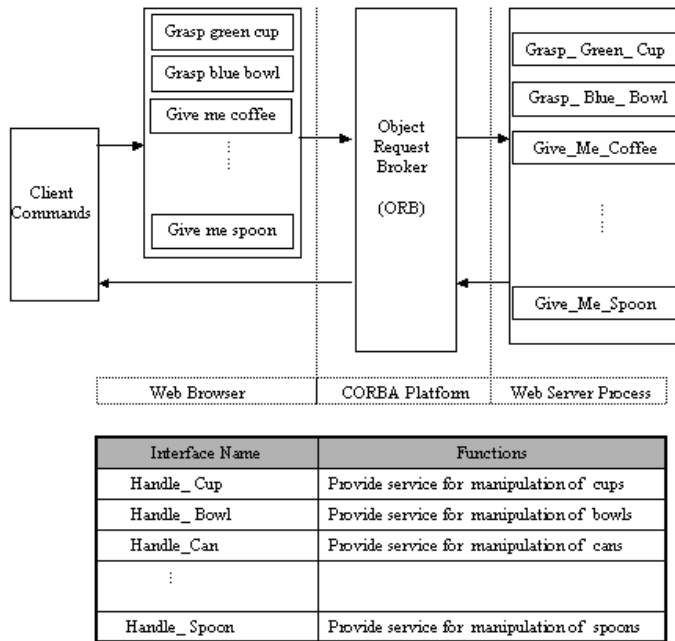 Grasp green cup
Grasp blue bowl
Give me coffee
Give me spoon
Client
Commands
Object
Request
Broker
(ORB)
Grasp_ Green_ Cup
Grasp_ Blue_ Bowl
Give_Me_Coffee
Give_Me_Spoon
Web Browser
CORBA Platform
Web Server Process
Interface Name Functions
Handle_ Cup Provide service for manipulation of cups
Handle_ Bowl Provide service for manipulation of bowls
Handle_Can Provide service for manipulation of cans
Handle_ Spoon Provide service for manipulation of spoons